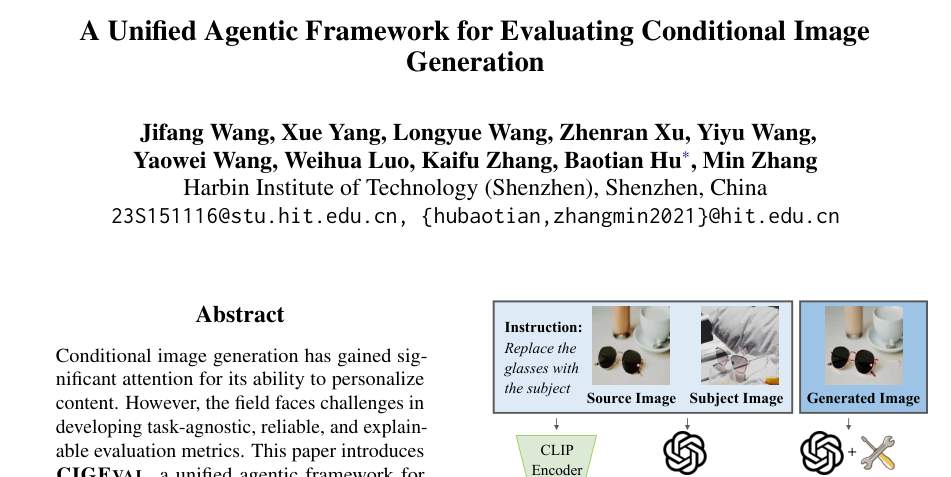 A Unified Agentic Framework for Evaluating Conditional Image
Generation
Jifang Wang, Xue Yang, Longyue Wang, Zhenran Xu, Yiyu Wang,
Yaowei Wang, Weihua Luo, Kaifu Zhang, Baotian Hu*, Min Zhang
Harbin Institute of Technology (Shenzhen), Shenzhen, China
23S151116@stu.hit.edu.cn, {hubaotian,zhangmin2021}@hit.edu.cn
Abstract
Conditional image generation has gained sig-
nificant attention for its ability to personalize
content. However, the field faces challenges in
developing task-agnostic, reliable, and explain-
able evaluation metrics. This paper introduces
CIGEVAL, a unified agentic framework for
Instruction:
Replace the
glasses with
the subject
Source Image
Subject Image
Generated Image
CLIP
Encoder
+